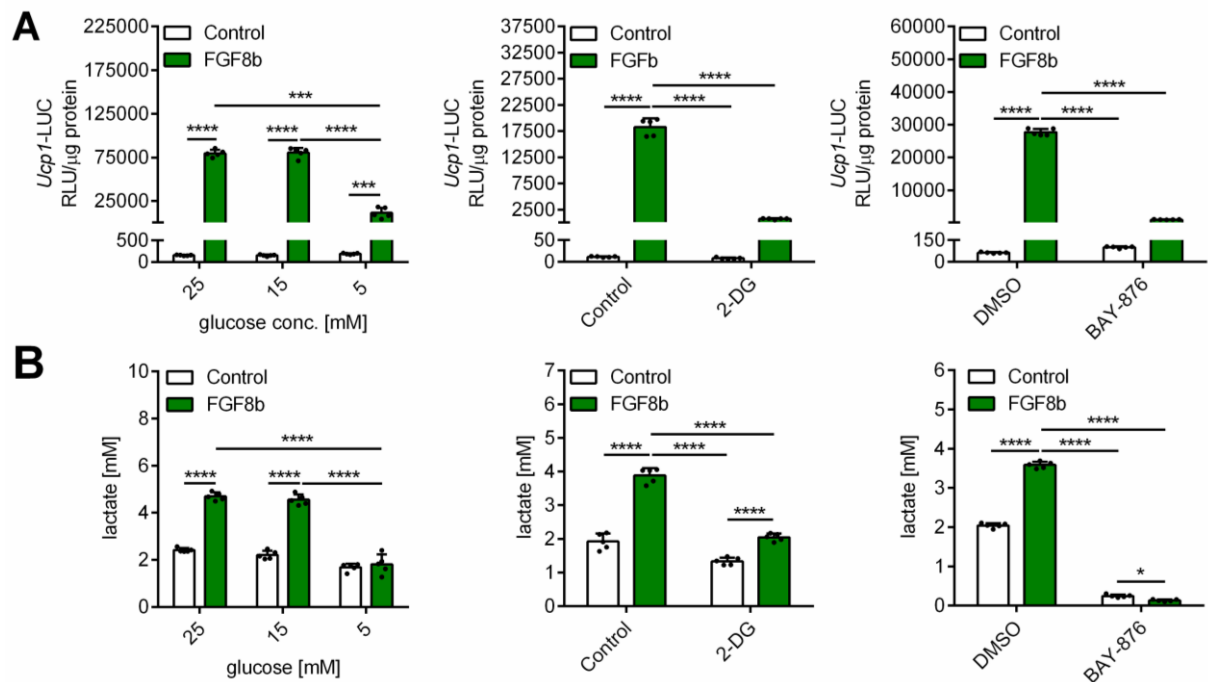 A
Control
FGF8b
225000
175000
125000
75000
25000
500
0
Ucp1-LUC
RLU/µg protein
****
****
***
****
***
25
15
5
glucose conc. [mM]
Control
FGFb
37500
32500
27500
22500
17500
12500
7500
2500
50
0
Ucp1-LUC
RLU/µg protein
****
****
****
Control
2-DG
Control
FGF8b
60000
50000
40000
30000
20000
10000
150
0
Ucp1-LUC
RLU/µg protein
****
****
****
DMSO
BAY-876
B
Control
FGF8b
10
8
6
4
2
0
lactate [mM]
****
****
****
****
25
15
5
glucose [mM]
Control
FGF8b
7
6
5
4
3
2
1
0
lactate [mM]
****
****
****
****
Control
2-DG
Control
FGF8b
6
5
4
3
2
1
0
lactate [mM]
****
****
****
*
DMSO
BAY-876